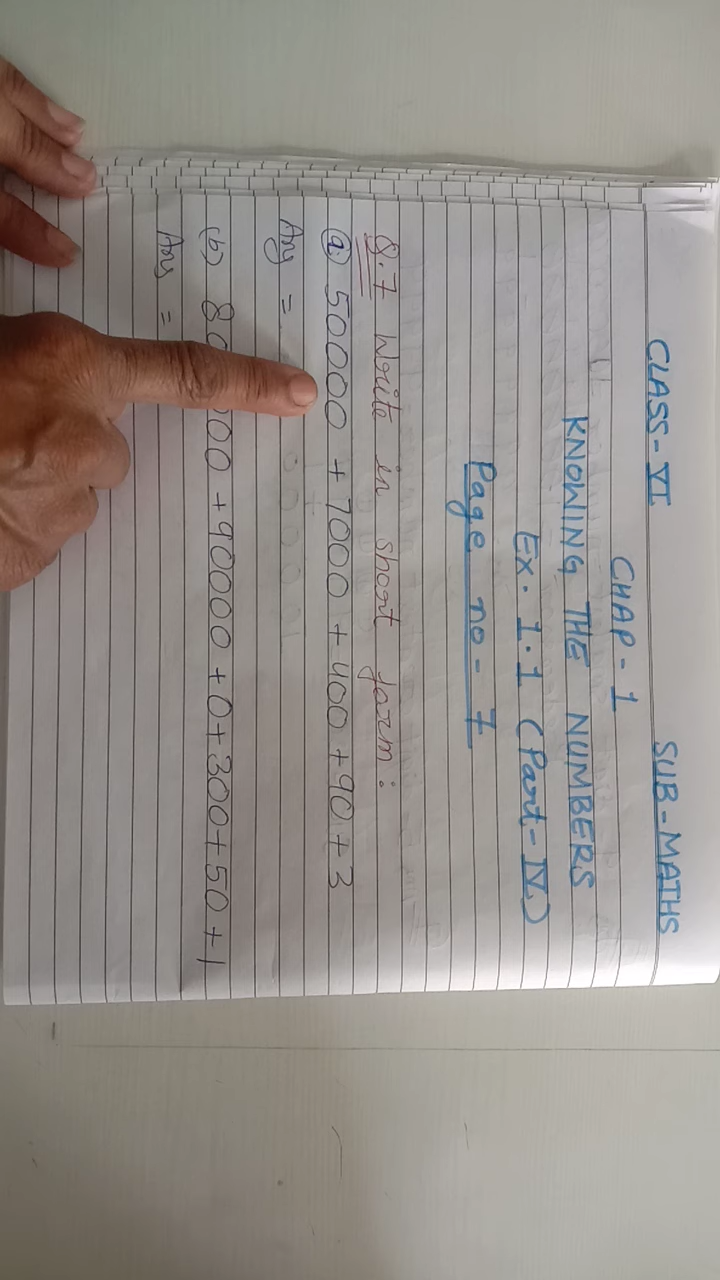 CLASS-VI SUB-MATHS
CHAP-1
KNOWING THE NUMBERS
Ex. 1.1 (Part-IV)
Page no- 7
Q.7 Write in short form:
(a) 50000 + 7000 + 400 + 90 + 3
Ans =
(b) +90000 + 0 + 300 + 50 + 1
Ans =